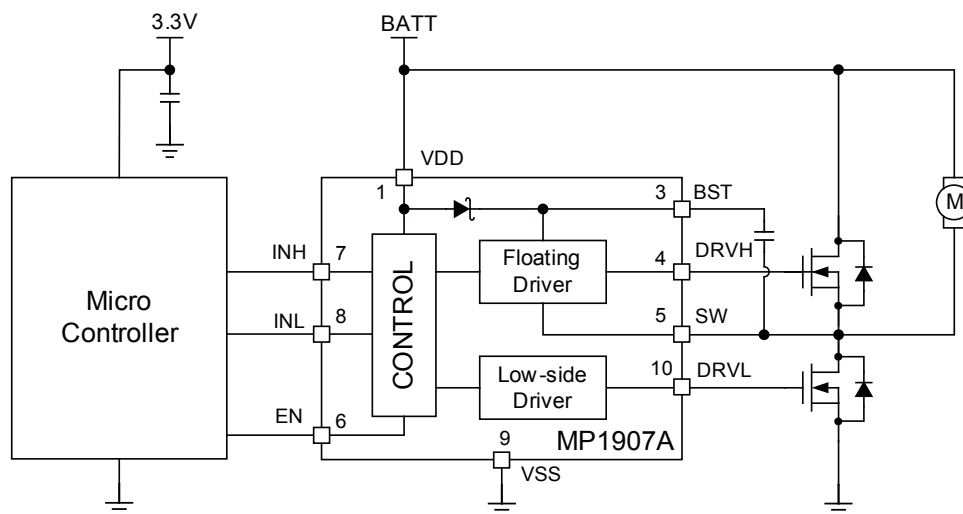 3.3V
BATT
VDD
1
3
BST
M
INH
7
Floating
Driver
4
DRVH
Micro
Controller
CONTROL
INL
8
5
SW
Low-side
Driver
10
DRVL
EN
6
MP1907A
9
VSS